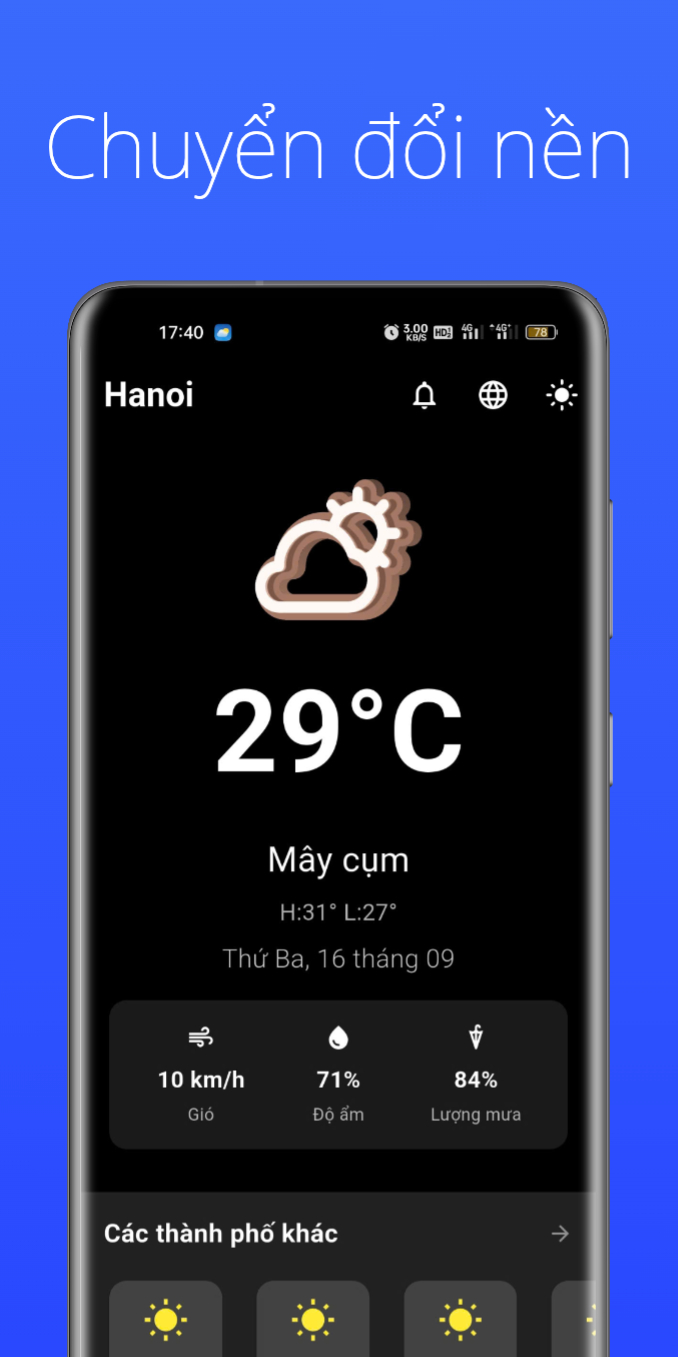 Chuyển đổi nền
17:40 3.00 KB/S HD 4G 4G+ 78
Hanoi
29°C
Mây cụm
H:31° L:27°
Thứ Ba, 16 tháng 09
10 km/h 71% 84%
Gió Độ ẩm Lượng mưa
Các thành phố khác